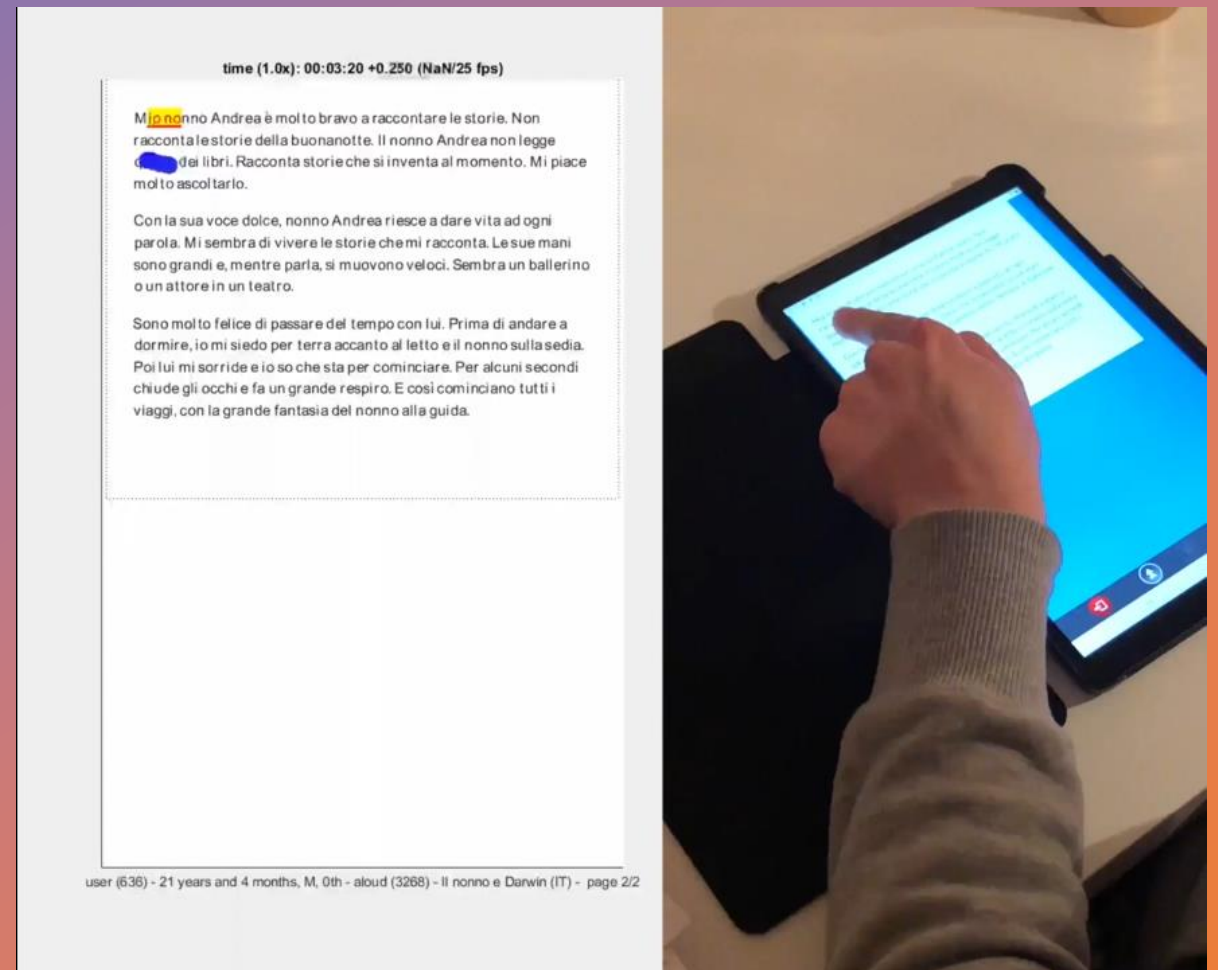 time (1.0x): 00:03:20 +0.250 (NaN/25 fps)
Mio nonno Andrea è molto bravo a raccontare le storie. Non
racconta le storie della buonanotte. Il nonno Andrea non legge
dei libri. Racconta storie che si inventa al momento. Mi piace
molto ascoltarlo.
Con la sua voce dolce, nonno Andrea riesce a dare vita ad ogni
parola. Mi sembra di vivere le storie che mi racconta. Le sue mani
sono grandi e, mentre parla, si muovono veloci. Sembra un ballerino
o un attore in un teatro.
Sono molto felice di passare del tempo con lui. Prima di andare a
dormire, io mi siedo per terra accanto al letto e il nonno sulla sedia.
Poi lui mi sorride e io so che sta per cominciare. Per alcuni secondi
chiude gli occhi e fa un grande respiro. E così cominciano tutti i
viaggi, con la grande fantasia del nonno alla guida.
user (636) - 21 years and 4 months, M, 0th - aloud (3268) - Il nonno e Darwin (IT) - page 2/2